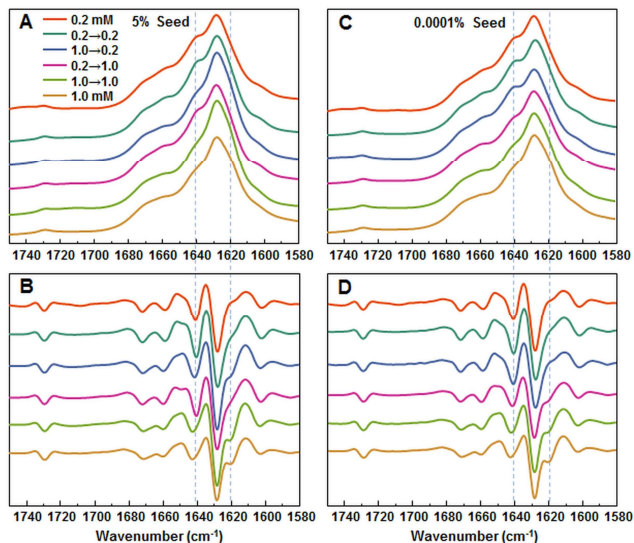 A
0.2 mM
0.2→0.2
1.0→0.2
0.2→1.0
1.0→1.0
1.0 mM
5% Seed
1740 1720 1700 1680 1660 1640 1620 1600 1580
C
0.0001% Seed
1740 1720 1700 1680 1660 1640 1620 1600 1580
B
1740 1720 1700 1680 1660 1640 1620 1600 1580
Wavenumber (cm-1)
D
1740 1720 1700 1680 1660 1640 1620 1600 1580
Wavenumber (cm-1)